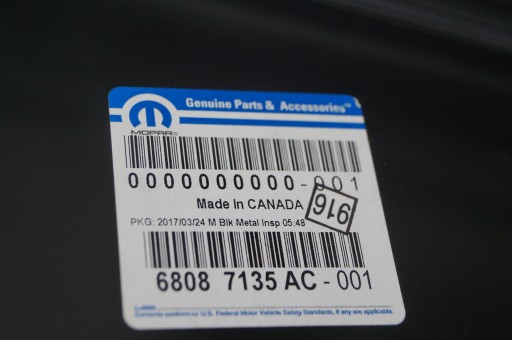 Genuine Parts & Accessories™
MOPAR®
0000000000-001
Made In CANADA
916
PKG: 2017/03/24 M Blk Metal Insp 05:48
6808 7135 AC - 001
Contents conform to U.S. Federal Motor Vehicle Safety Standards, if any are applicable.